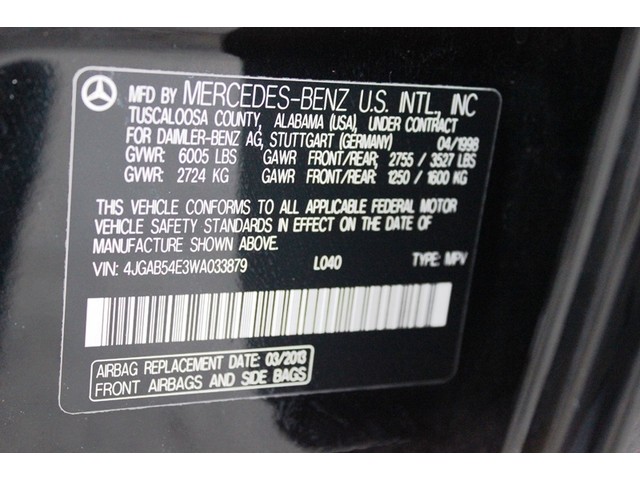 MFD BY MERCEDES-BENZ U.S. INTL., INC
TUSCALOOSA COUNTY, ALABAMA (USA), UNDER CONTRACT
FOR DAIMLER-BENZ AG, STUTTGART (GERMANY) 04/1998
GVWR: 6005 LBS GAWR FRONT/REAR; 2755 / 3527 LBS
GVWR: 2724 KG GAWR FRONT/REAR; 1250 / 1600 KG
THIS VEHICLE CONFORMS TO ALL APPLICABLE FEDERAL MOTOR
VEHICLE SAFETY STANDARDS IN EFFECT ON THE DATE OF
MANUFACTURE SHOWN ABOVE.
VIN: 4JGAB54E3WA033879 L040 TYPE: MPV
AIRBAG REPLACEMENT DATE: 03/2013
FRONT AIRBAGS AND SIDE BAGS